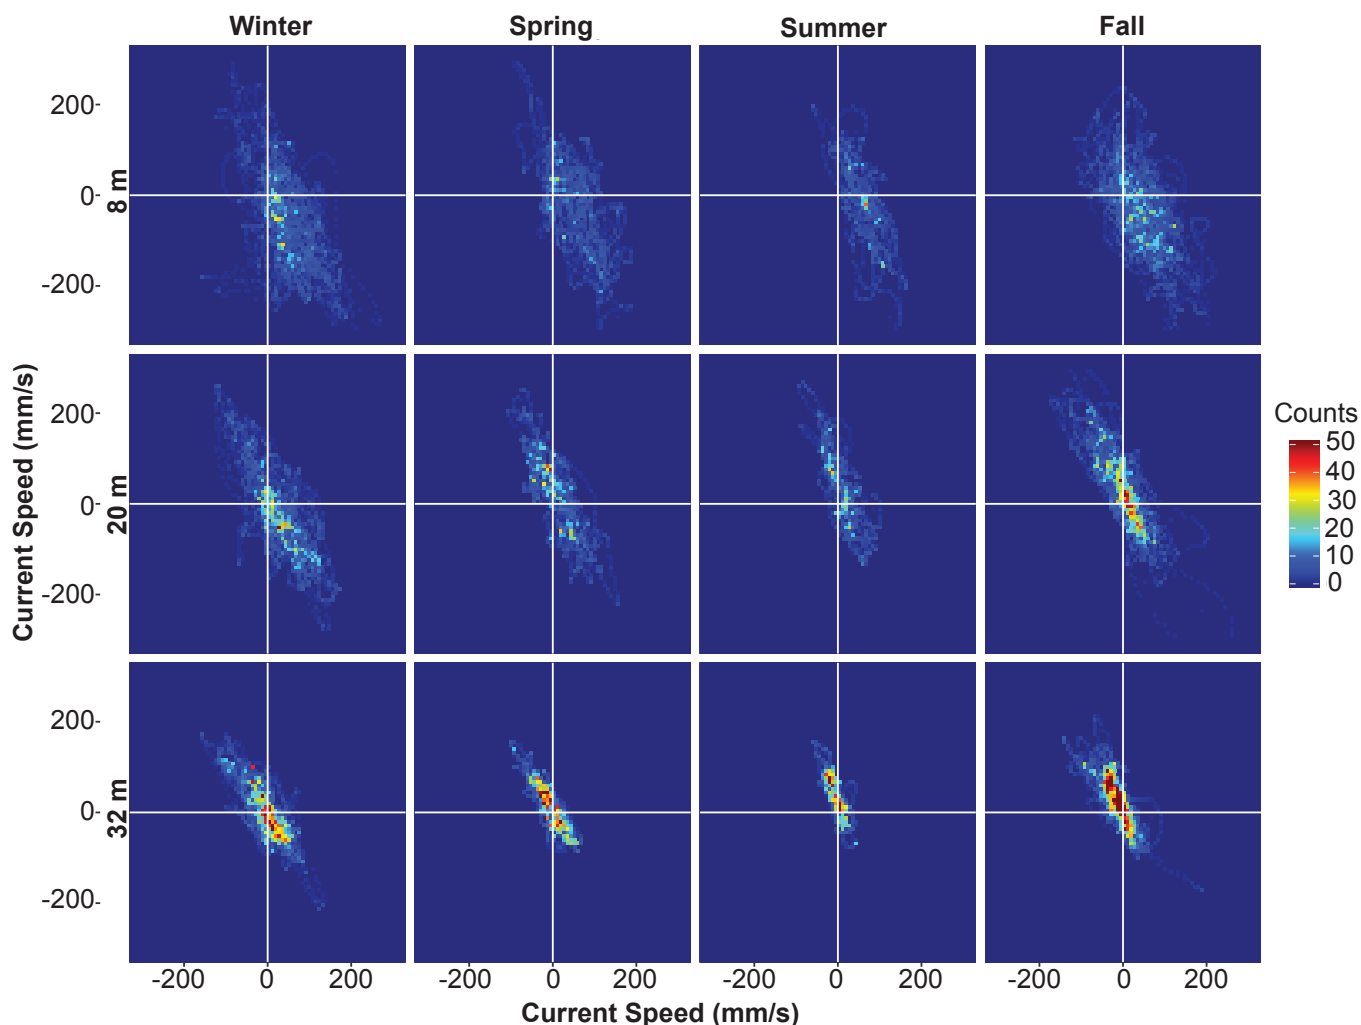 Winter Spring Summer Fall
200-
0-
-200-
8 m
200-
0-
-200-
20 m
200-
0-
-200-
32 m
Current Speed (mm/s)
Counts
50
40
30
20
10
0
-200 0 200 -200 0 200 -200 0 200 -200 0 200
Current Speed (mm/s)